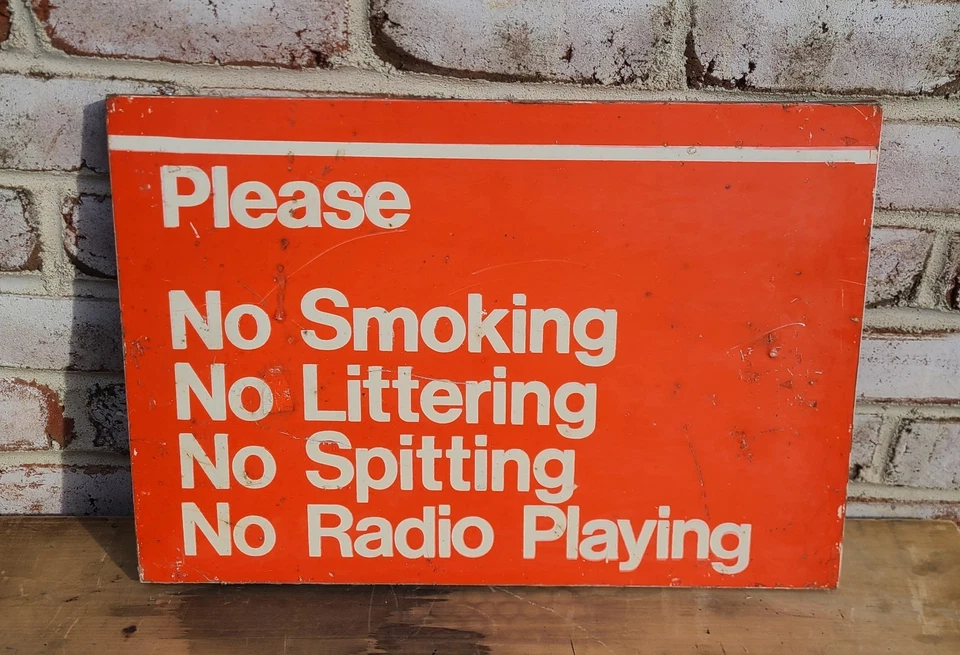 Please
No Smoking
No Littering
No Spitting
No Radio Playing